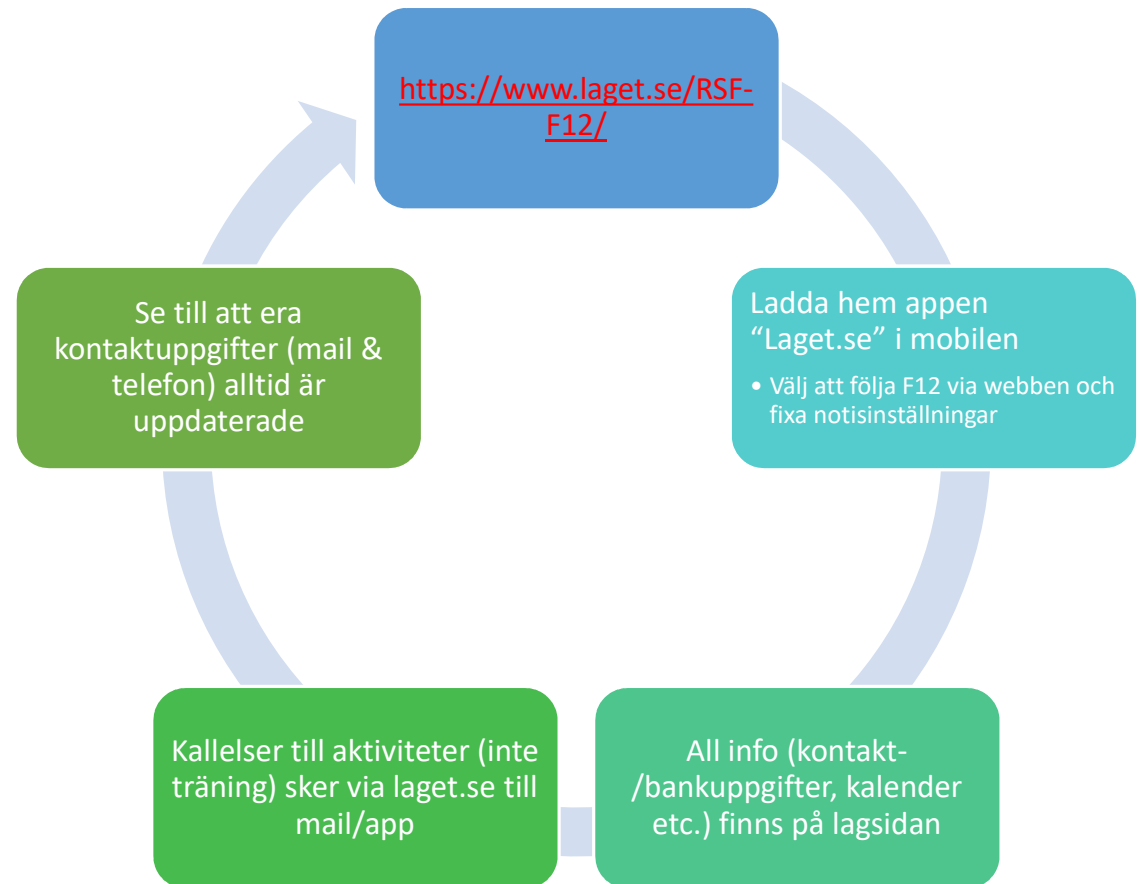 https://www.laget.se/RSF-
F12/
Ladda hem appen
“Laget.se” i mobilen
• Välj att följa F12 via webben och
fixa notisinställningar
All info (kontakt-
/bankuppgifter, kalender
etc.) finns på lagsidan
Kallelser till aktiviteter (inte
träning) sker via laget.se till
mail/app
Se till att era
kontaktuppgifter (mail &
telefon) alltid är
uppdaterade